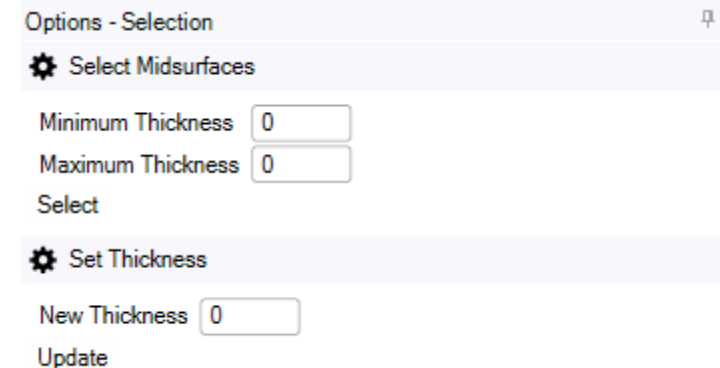 Options - Selection
Select Midsurfaces
Minimum Thickness 0
Maximum Thickness 0
Select
Set Thickness
New Thickness 0
Update